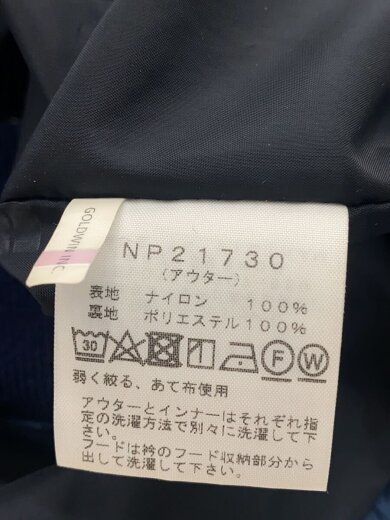 GOLDWIN INC.
NP21730
(アウター)
表地 ナイロン 100%
裏地 ポリエステル100%
30 F W
弱く絞る、あて布使用
アウターとインナーはそれぞれ指
定の洗濯方法で別々に洗濯して下
さい。
フードは衿のフード収納部分から
出して洗濯して下さい。